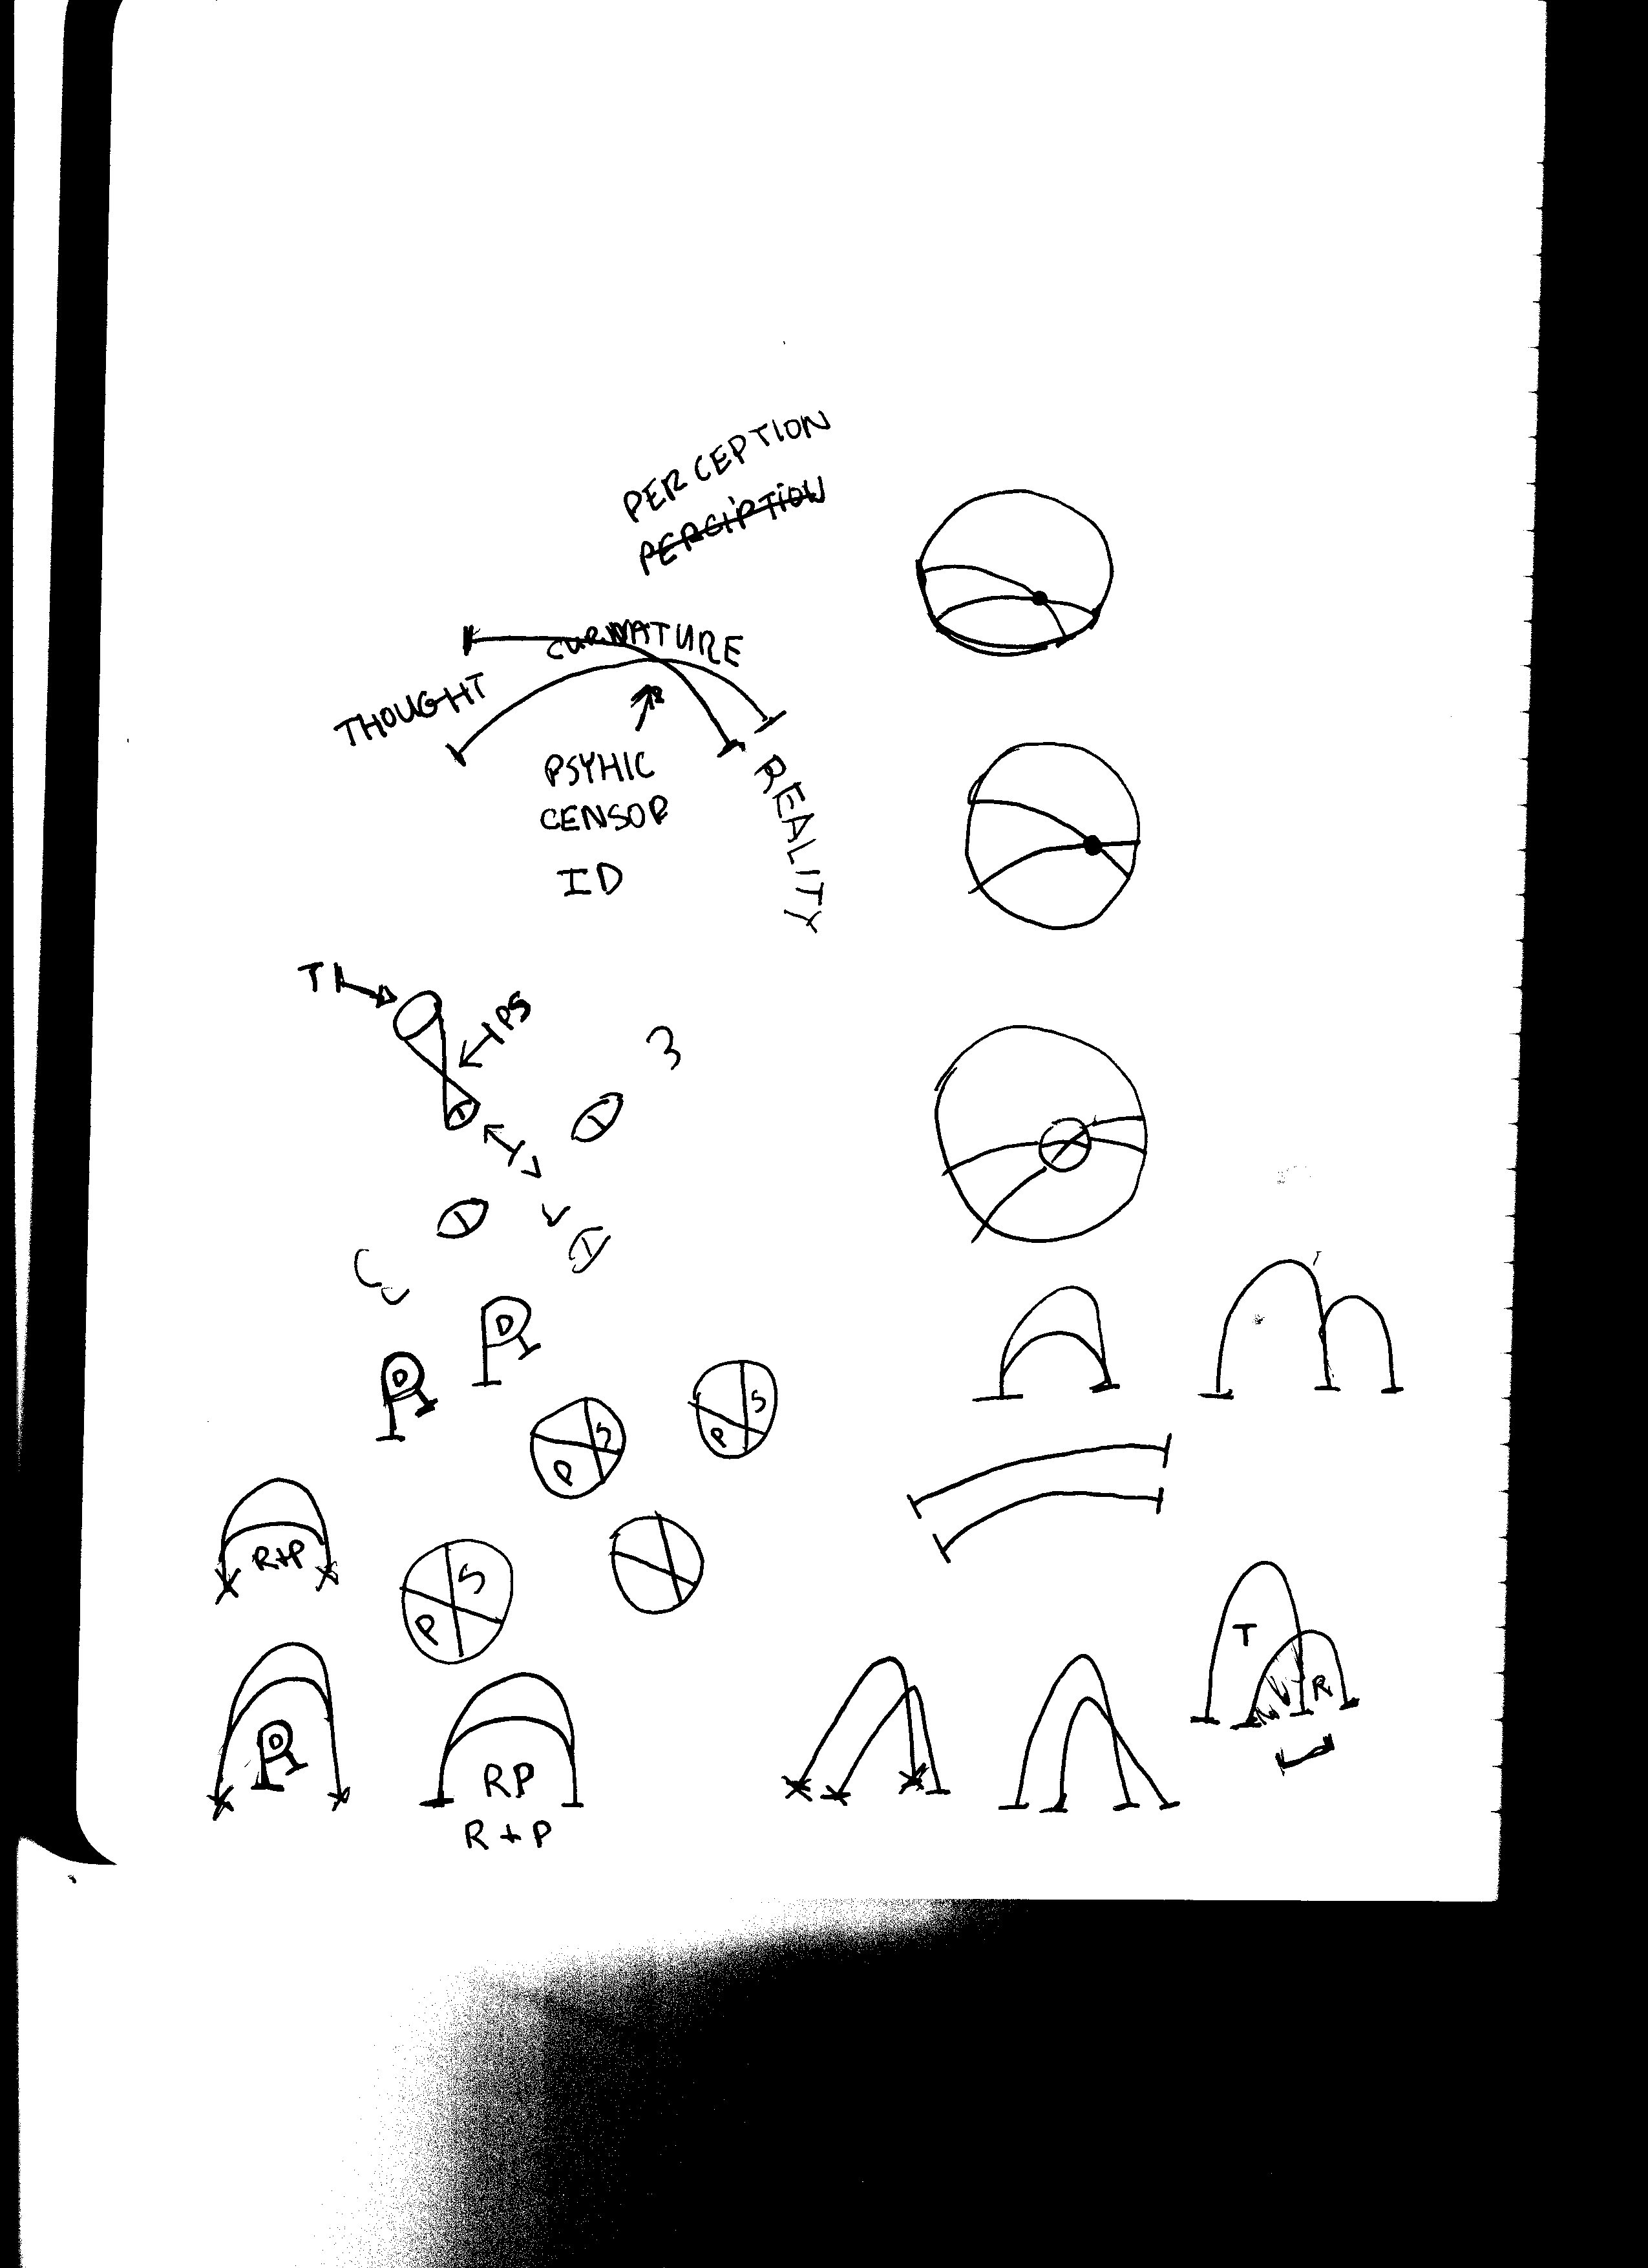 PERCEPTION
PERCIPTION
CURVATURE
THOUGHT
PSYHIC
CENSOR
ID
REALITY
T
PS
3
D
D
S
P
S
P
R+P
S
P
T
R
RP
R + P